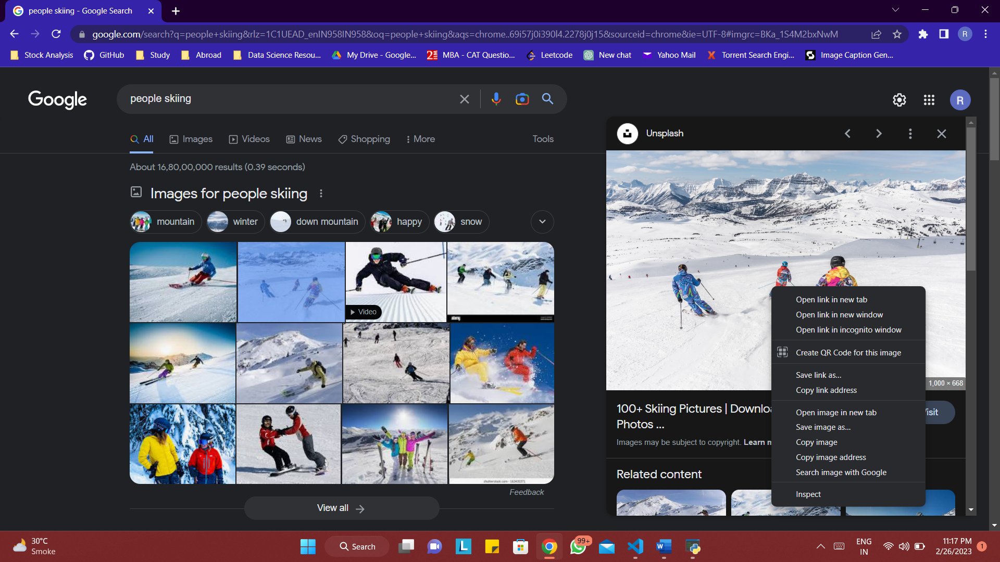 people skiing - Google Search
google.com/search?q=people+skiing&rlz=1C1UEAD_enIN958IN958&oq=people+skiing&aqs=chrome..69i57j0i390l4.2278j0j15&sourceid=chrome&ie=UTF-8#imgrc=BKa_1S4M2bxNwM
R
Stock Analysis GitHub Study Abroad Data Science Resou... My Drive - Google... MBA - CAT Questio... Leetcode New chat Yahoo Mail Torrent Search Engi... Image Caption Gen...
Google
people skiing
R
All Images Videos News Shopping More Tools
About 16,80,00,000 results (0.39 seconds)
Images for people skiing
mountain winter down mountain happy snow
Video
alamy
shutterstock.com · 162435371
Feedback
View all
Unsplash
1,000 × 668
100+ Skiing Pictures | Downloa
Photos ...
isit
Images may be subject to copyright. Learn m
Related content
Open link in new tab
Open link in new window
Open link in incognito window
Create QR Code for this image
Save link as...
Copy link address
Open image in new tab
Save image as...
Copy image
Copy image address
Search image with Google
Inspect
30°C
Smoke
Search
99+
ENG
IN
11:17 PM
2/26/2023
1